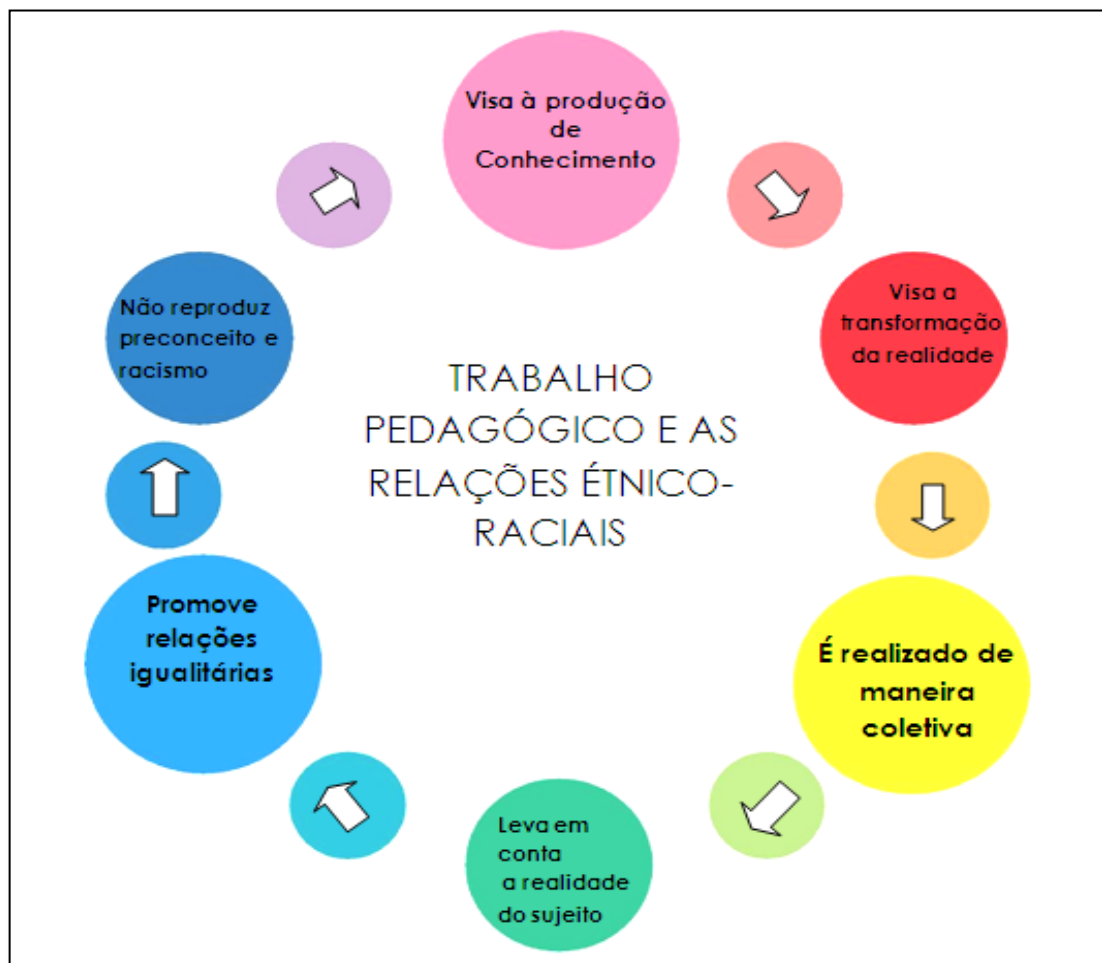 Visa à produção
de
Conhecimento
Visa a
transformação
da realidade
É realizado de
maneira
coletiva
Leva em
conta
a realidade
do sujeito
Promove
relações
igualitárias
Não reproduz
preconceito e
racismo
TRABALHO
PEDAGÓGICO E AS
RELAÇÕES ÉTNICO-
RACIAIS